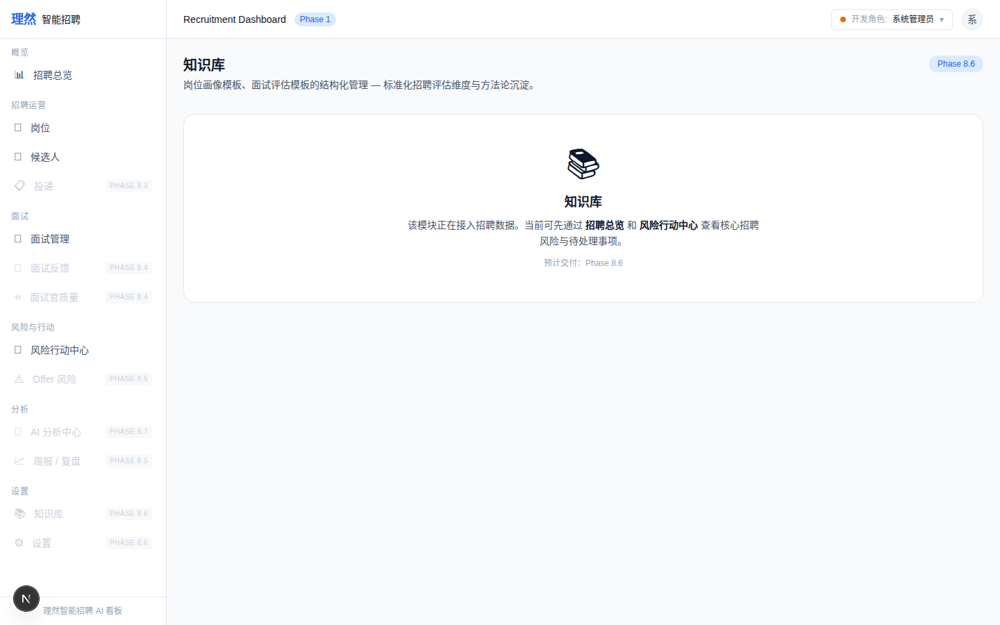 理然 智能招聘
Recruitment Dashboard Phase 1
开发角色: 系统管理员 ▾
系
概览
招聘总览
招聘运营
岗位
候选人
投递 PHASE 8.3
面试
面试管理
面试反馈 PHASE 8.4
面试官质量 PHASE 8.4
风险与行动
风险行动中心
Offer 风险 PHASE 8.5
分析
AI 分析中心 PHASE 8.7
周报 / 复盘 PHASE 8.5
设置
知识库 PHASE 8.6
设置 PHASE 8.6
理然智能招聘 AI 看板
知识库
Phase 8.6
岗位画像模板、面试评估模板的结构化管理 — 标准化招聘评估维度与方法论沉淀。
知识库
该模块正在接入招聘数据。当前可先通过 招聘总览 和 风险行动中心 查看核心招聘
风险与待处理事项。
预计交付：Phase 8.6